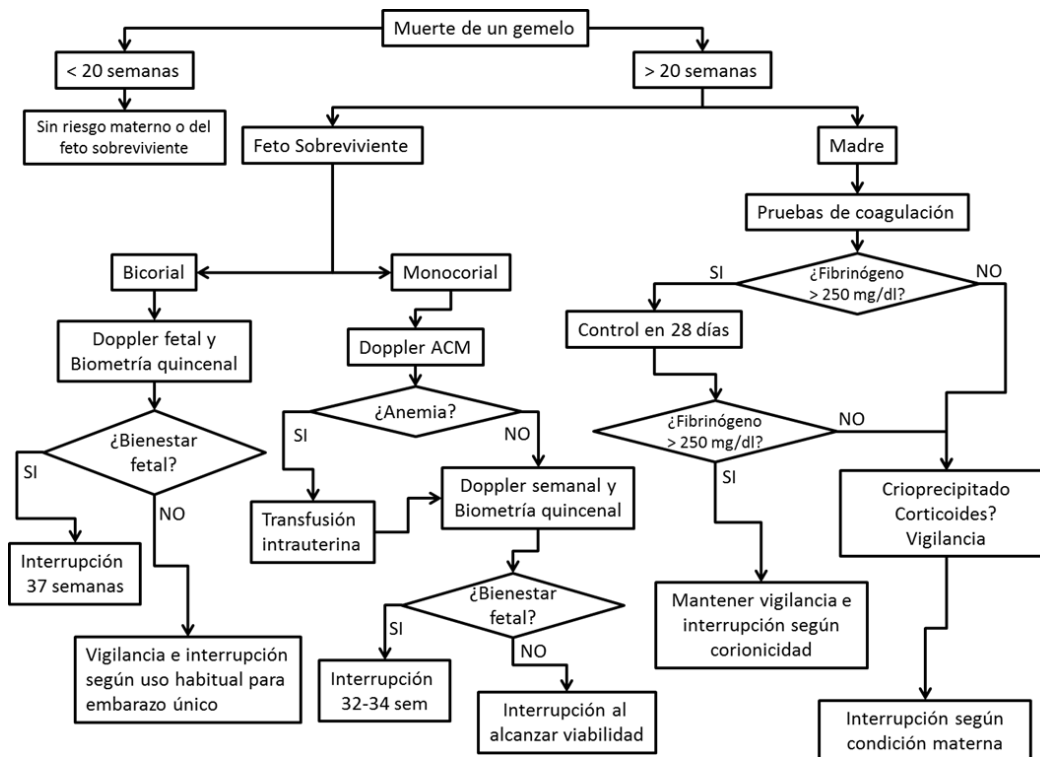 Muerte de un gemelo
< 20 semanas
> 20 semanas
Sin riesgo materno o del
feto sobreviviente
Feto Sobreviviente
Madre
Pruebas de coagulación
Bicorial
Monocorial
SI
¿Fibrinógeno
> 250 mg/dl?
NO
Doppler fetal y
Biometría quincenal
Doppler ACM
Control en 28 días
¿Anemia?
SI
NO
¿Fibrinógeno
> 250 mg/dl?
NO
SI
¿Bienestar
fetal?
SI
NO
Transfusión
intrauterina
Doppler semanal y
Biometría quincenal
Crioprecipitado
Corticoides?
Vigilancia
Interrupción
37 semanas
¿Bienestar
fetal?
SI
NO
Mantener vigilancia e
interrupción según
corionicidad
Vigilancia e interrupción
según uso habitual para
embarazo único
Interrupción
32-34 sem
Interrupción al
alcanzar viabilidad
Interrupción según
condición materna